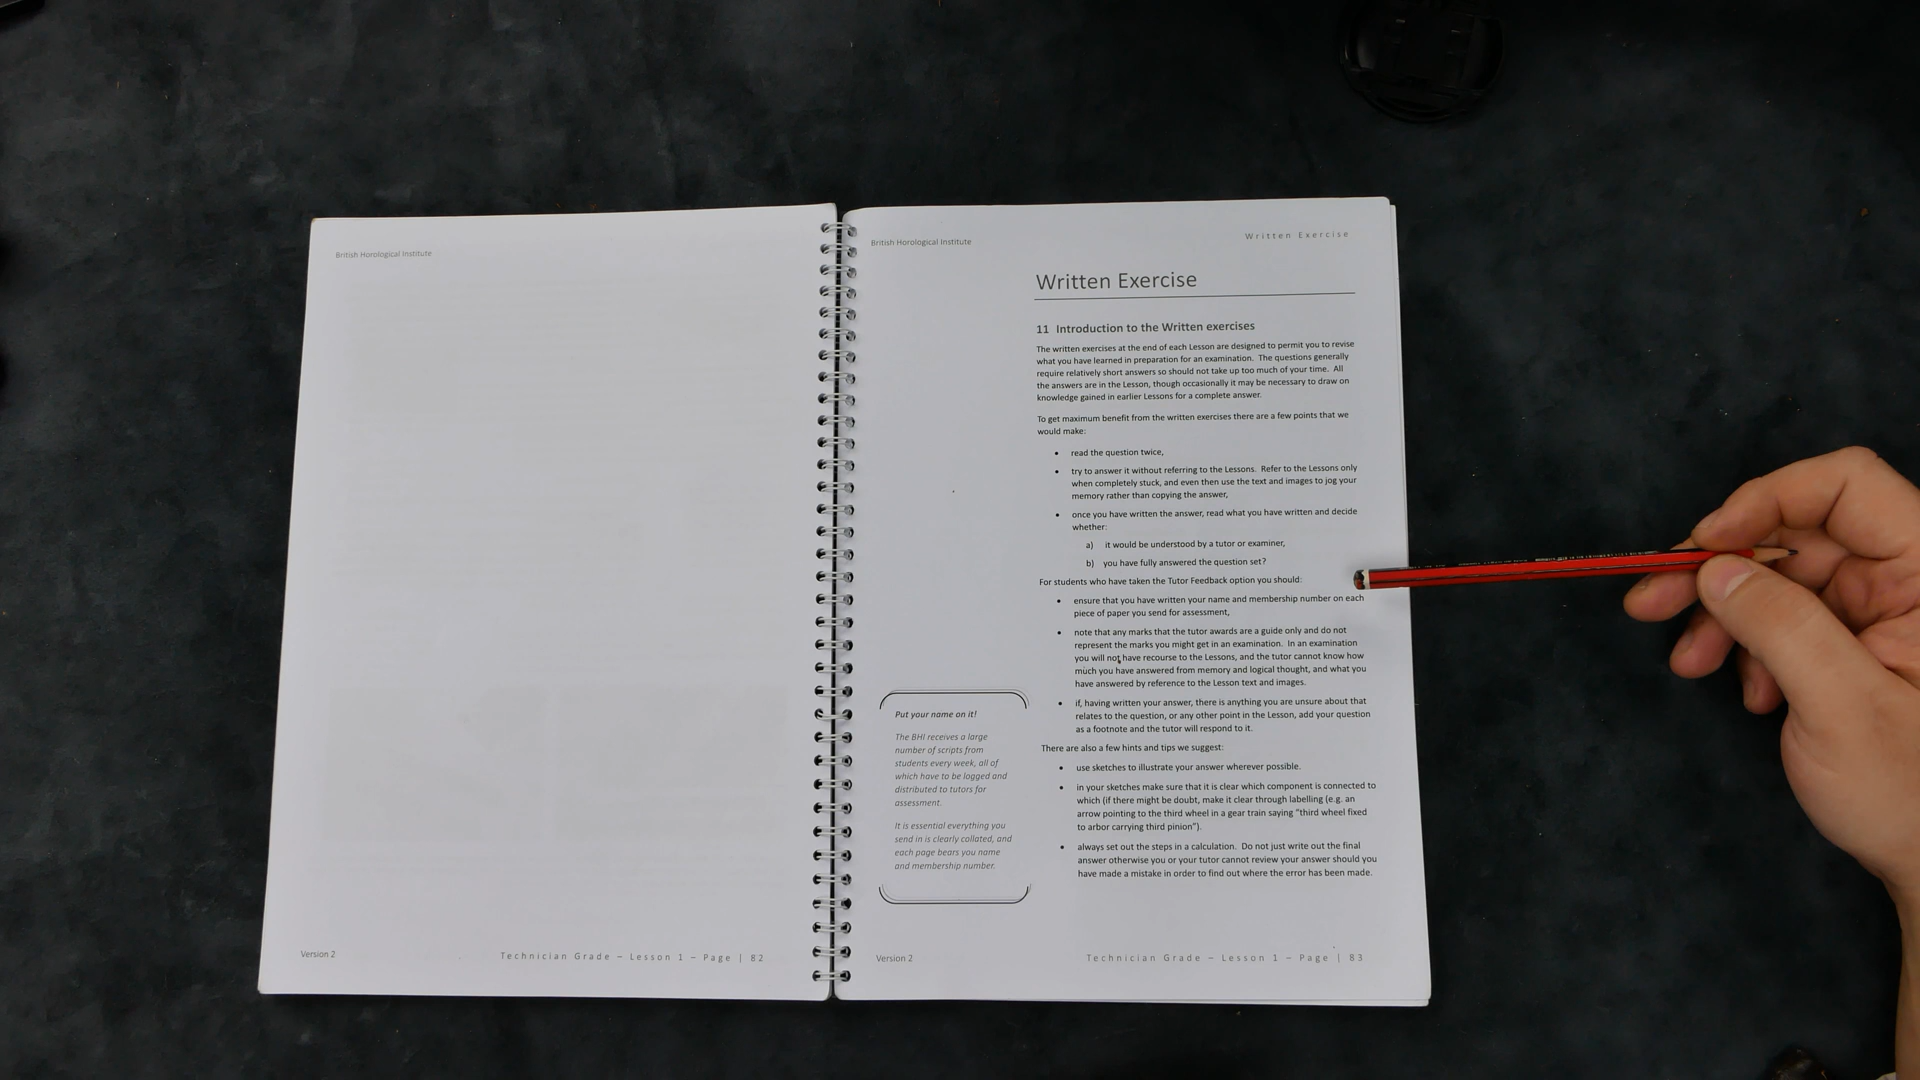 British Horological Institute
Version 2
Technician Grade – Lesson 1 – Page | 82
British Horological Institute
Written Exercise
Written Exercise
11 Introduction to the Written exercises
The written exercises at the end of each Lesson are designed to permit you to revise
what you have learned in preparation for an examination. The questions generally
require relatively short answers so should not take up too much of your time. All
the answers are in the Lesson, though occasionally it may be necessary to draw on
knowledge gained in earlier Lessons for a complete answer.
To get maximum benefit from the written exercises there are a few points that we
would make:
• read the question twice,
• try to answer it without referring to the Lessons. Refer to the Lessons only
when completely stuck, and even then use the text and images to jog your
memory rather than copying the answer,
• once you have written the answer, read what you have written and decide
whether:
a) it would be understood by a tutor or examiner,
b) you have fully answered the question set?
For students who have taken the Tutor Feedback option you should:
• ensure that you have written your name and membership number on each
piece of paper you send for assessment,
• note that any marks that the tutor awards are a guide only and do not
represent the marks you might get in an examination. In an examination
you will not have recourse to the Lessons, and the tutor cannot know how
much you have answered from memory and logical thought, and what you
have answered by reference to the Lesson text and images.
• if, having written your answer, there is anything you are unsure about that
relates to the question, or any other point in the Lesson, add your question
as a footnote and the tutor will respond to it.
There are also a few hints and tips we suggest:
• use sketches to illustrate your answer wherever possible.
• in your sketches make sure that it is clear which component is connected to
which (if there might be doubt, make it clear through labelling (e.g. an
arrow pointing to the third wheel in a gear train saying "third wheel fixed
to arbor carrying third pinion").
• always set out the steps in a calculation. Do not just write out the final
answer otherwise you or your tutor cannot review your answer should you
have made a mistake in order to find out where the error has been made.
Put your name on it!
The BHI receives a large
number of scripts from
students every week, all of
which have to be logged and
distributed to tutors for
assessment.
It is essential everything you
send in is clearly collated, and
each page bears you name
and membership number.
Version 2
Technician Grade – Lesson 1 – Page | 83